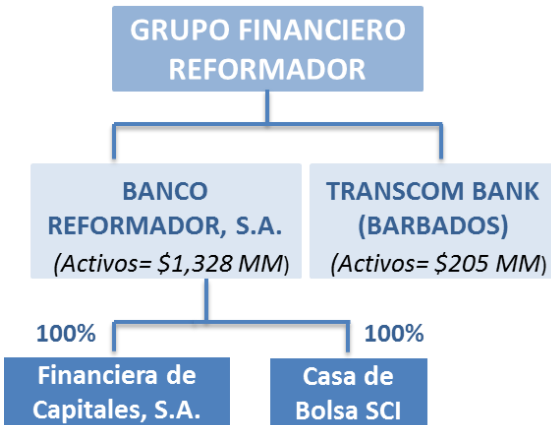 GRUPO FINANCIERO
REFORMADOR
BANCO
REFORMADOR, S.A.
(Activos= $1,328 MM)
TRANSCOM BANK
(BARBADOS)
(Activos= $205 MM)
100%
100%
Financiera de
Capitales, S.A.
Casa de
Bolsa SCI